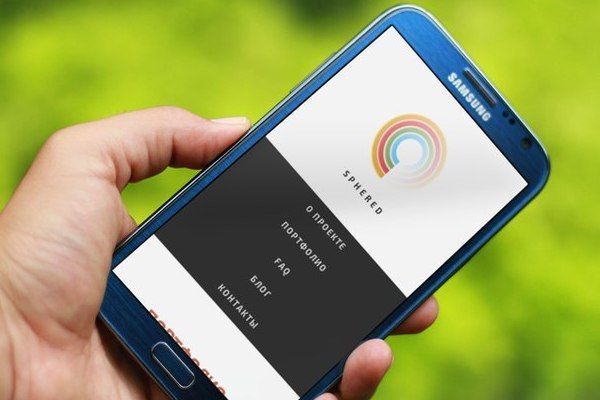 SAMSUNG
SPHERED
О ПРОЕКТЕ
ПОРТФОЛИО
FAQ
БЛОГ
КОНТАКТЫ